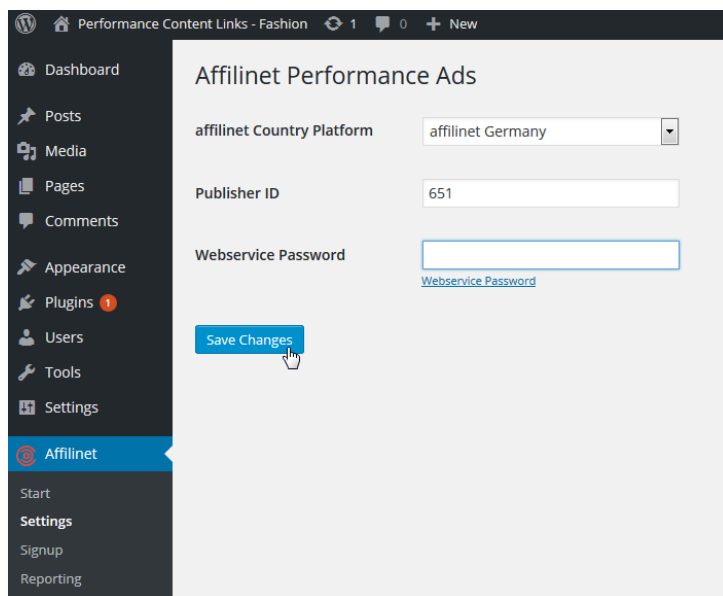 Performance Content Links - Fashion 1 0 + New
Dashboard
Posts
Media
Pages
Comments
Appearance
Plugins 1
Users
Tools
Settings
Affilinet
Start
Settings
Signup
Reporting
Affilinet Performance Ads
affilinet Country Platform affilinet Germany
Publisher ID 651
Webservice Password
Webservice Password
Save Changes